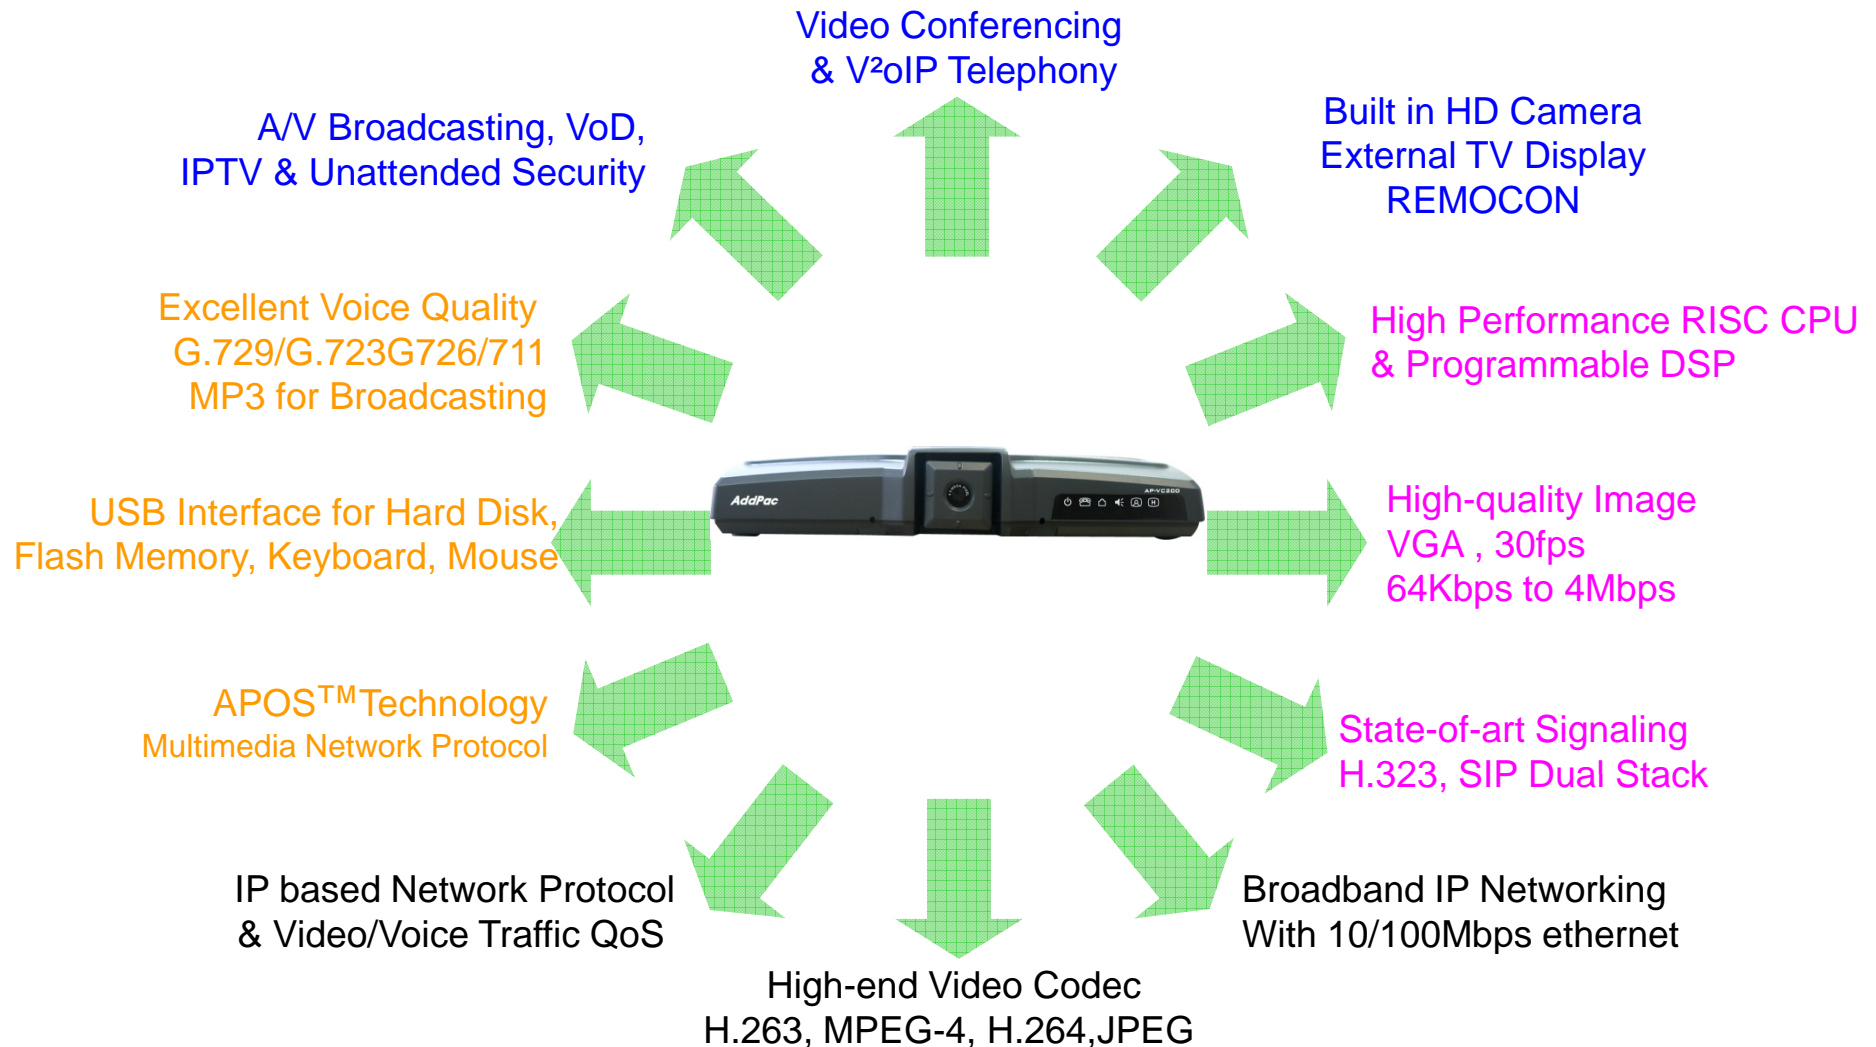 Video Conferencing
& V²oIP Telephony
A/V Broadcasting, VoD,
IPTV & Unattended Security
Built in HD Camera
External TV Display
REMOCON
Excellent Voice Quality
G.729/G.723G726/711
MP3 for Broadcasting
High Performance RISC CPU
& Programmable DSP
AddPac
AP-VC200
USB Interface for Hard Disk,
Flash Memory, Keyboard, Mouse
High-quality Image
VGA , 30fps
64Kbps to 4Mbps
APOS™Technology
Multimedia Network Protocol
State-of-art Signaling
H.323, SIP Dual Stack
IP based Network Protocol
& Video/Voice Traffic QoS
Broadband IP Networking
With 10/100Mbps ethernet
High-end Video Codec
H.263, MPEG-4, H.264,JPEG